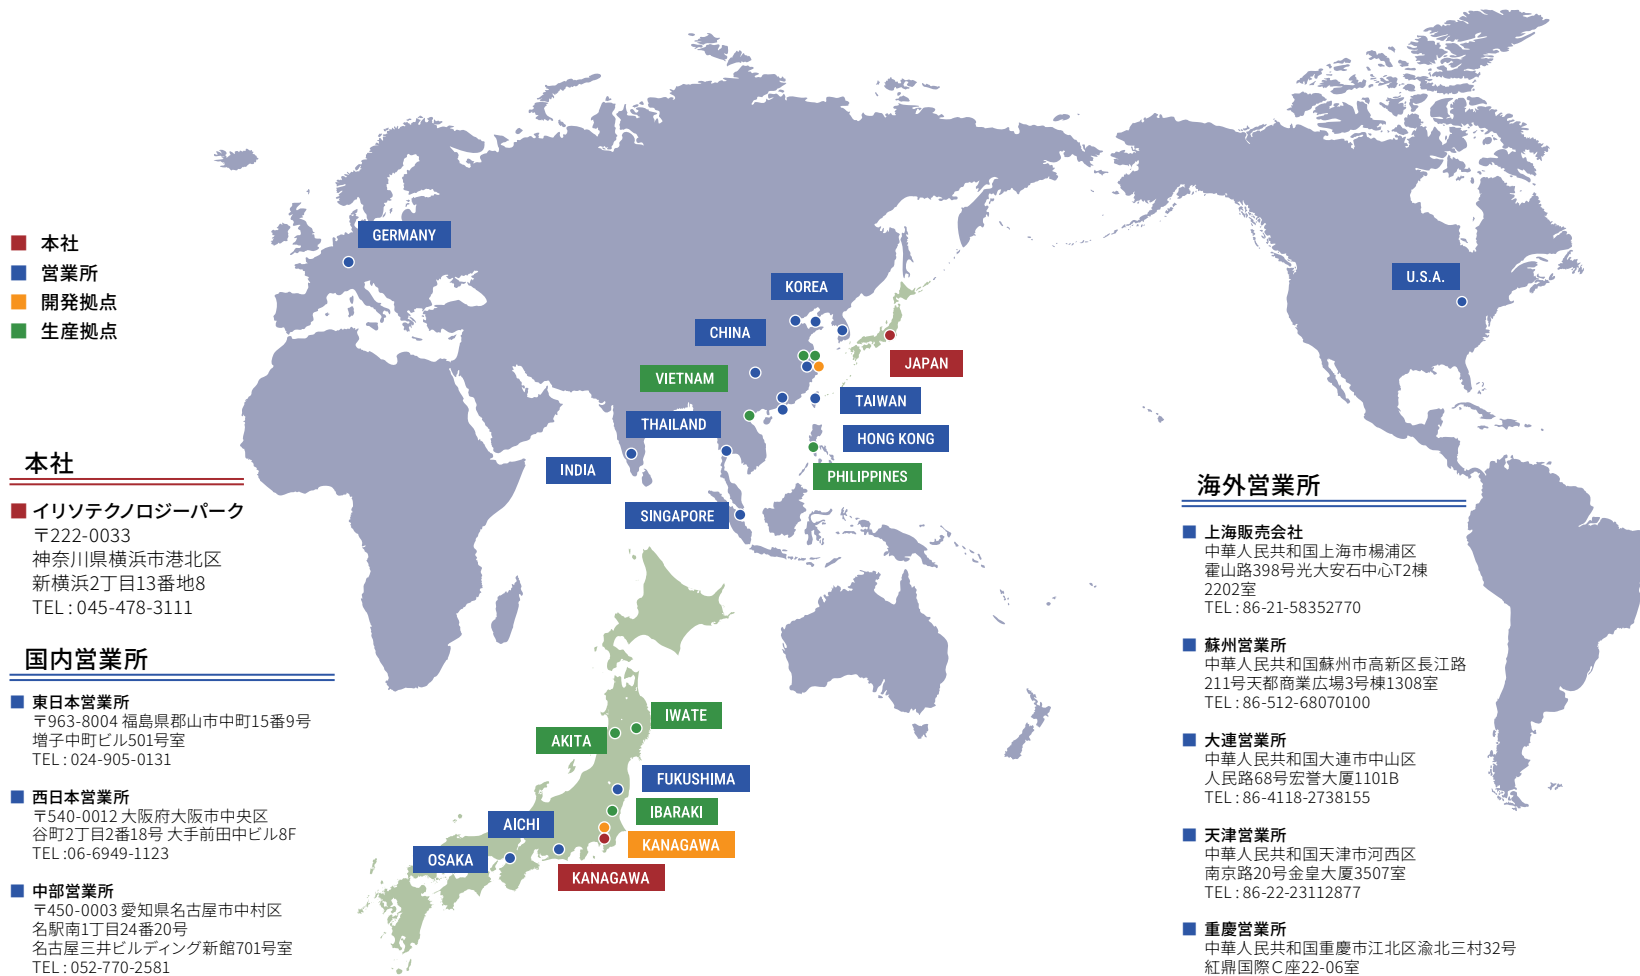 本社
営業所
開発拠点
生産拠点
GERMANY
KOREA
CHINA
VIETNAM
THAILAND
INDIA
SINGAPORE
JAPAN
TAIWAN
HONG KONG
PHILIPPINES
U.S.A.
IWATE
AKITA
FUKUSHIMA
IBARAKI
AICHI
KANAGAWA
OSAKA
KANAGAWA
本社
イリソテクノロジーパーク
〒222-0033
神奈川県横浜市港北区
新横浜2丁目13番地8
TEL : 045-478-3111
国内営業所
東日本営業所
〒963-8004 福島県郡山市中町15番9号
増子中町ビル501号室
TEL : 024-905-0131
西日本営業所
〒540-0012 大阪府大阪市中央区
谷町2丁目2番18号 大手前田中ビル8F
TEL :06-6949-1123
中部営業所
〒450-0003 愛知県名古屋市中村区
名駅南1丁目24番20号
名古屋三井ビルディング新館701号室
TEL : 052-770-2581
海外営業所
上海販売会社
中華人民共和国上海市楊浦区
霍山路398号光大安石中心T2棟
2202室
TEL : 86-21-58352770
蘇州営業所
中華人民共和国蘇州市高新区長江路
211号天都商業広場3号棟1308室
TEL : 86-512-68070100
大連営業所
中華人民共和国大連市中山区
人民路68号宏誉大厦1101B
TEL : 86-4118-2738155
天津営業所
中華人民共和国天津市河西区
南京路20号金皇大厦3507室
TEL : 86-22-23112877
重慶営業所
中華人民共和国重慶市江北区渝北三村32号
紅鼎国際C座22-06室